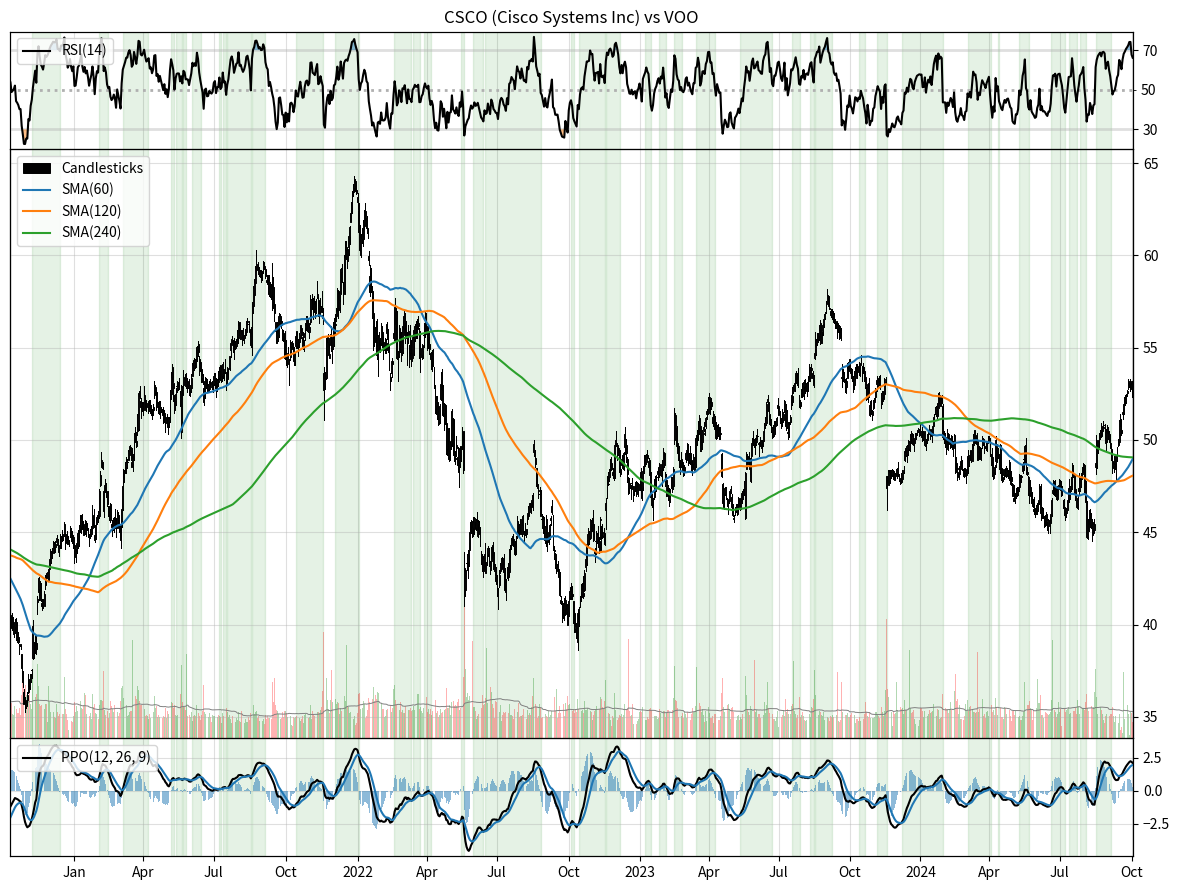 CSCO (Cisco Systems Inc) vs VOO
RSI(14)
70
50
30
Candlesticks
SMA(60)
SMA(120)
SMA(240)
65
60
55
50
45
40
35
PPO(12, 26, 9)
2.5
0.0
−2.5
Jan Apr Jul Oct 2022 Apr Jul Oct 2023 Apr Jul Oct 2024 Apr Jul Oct